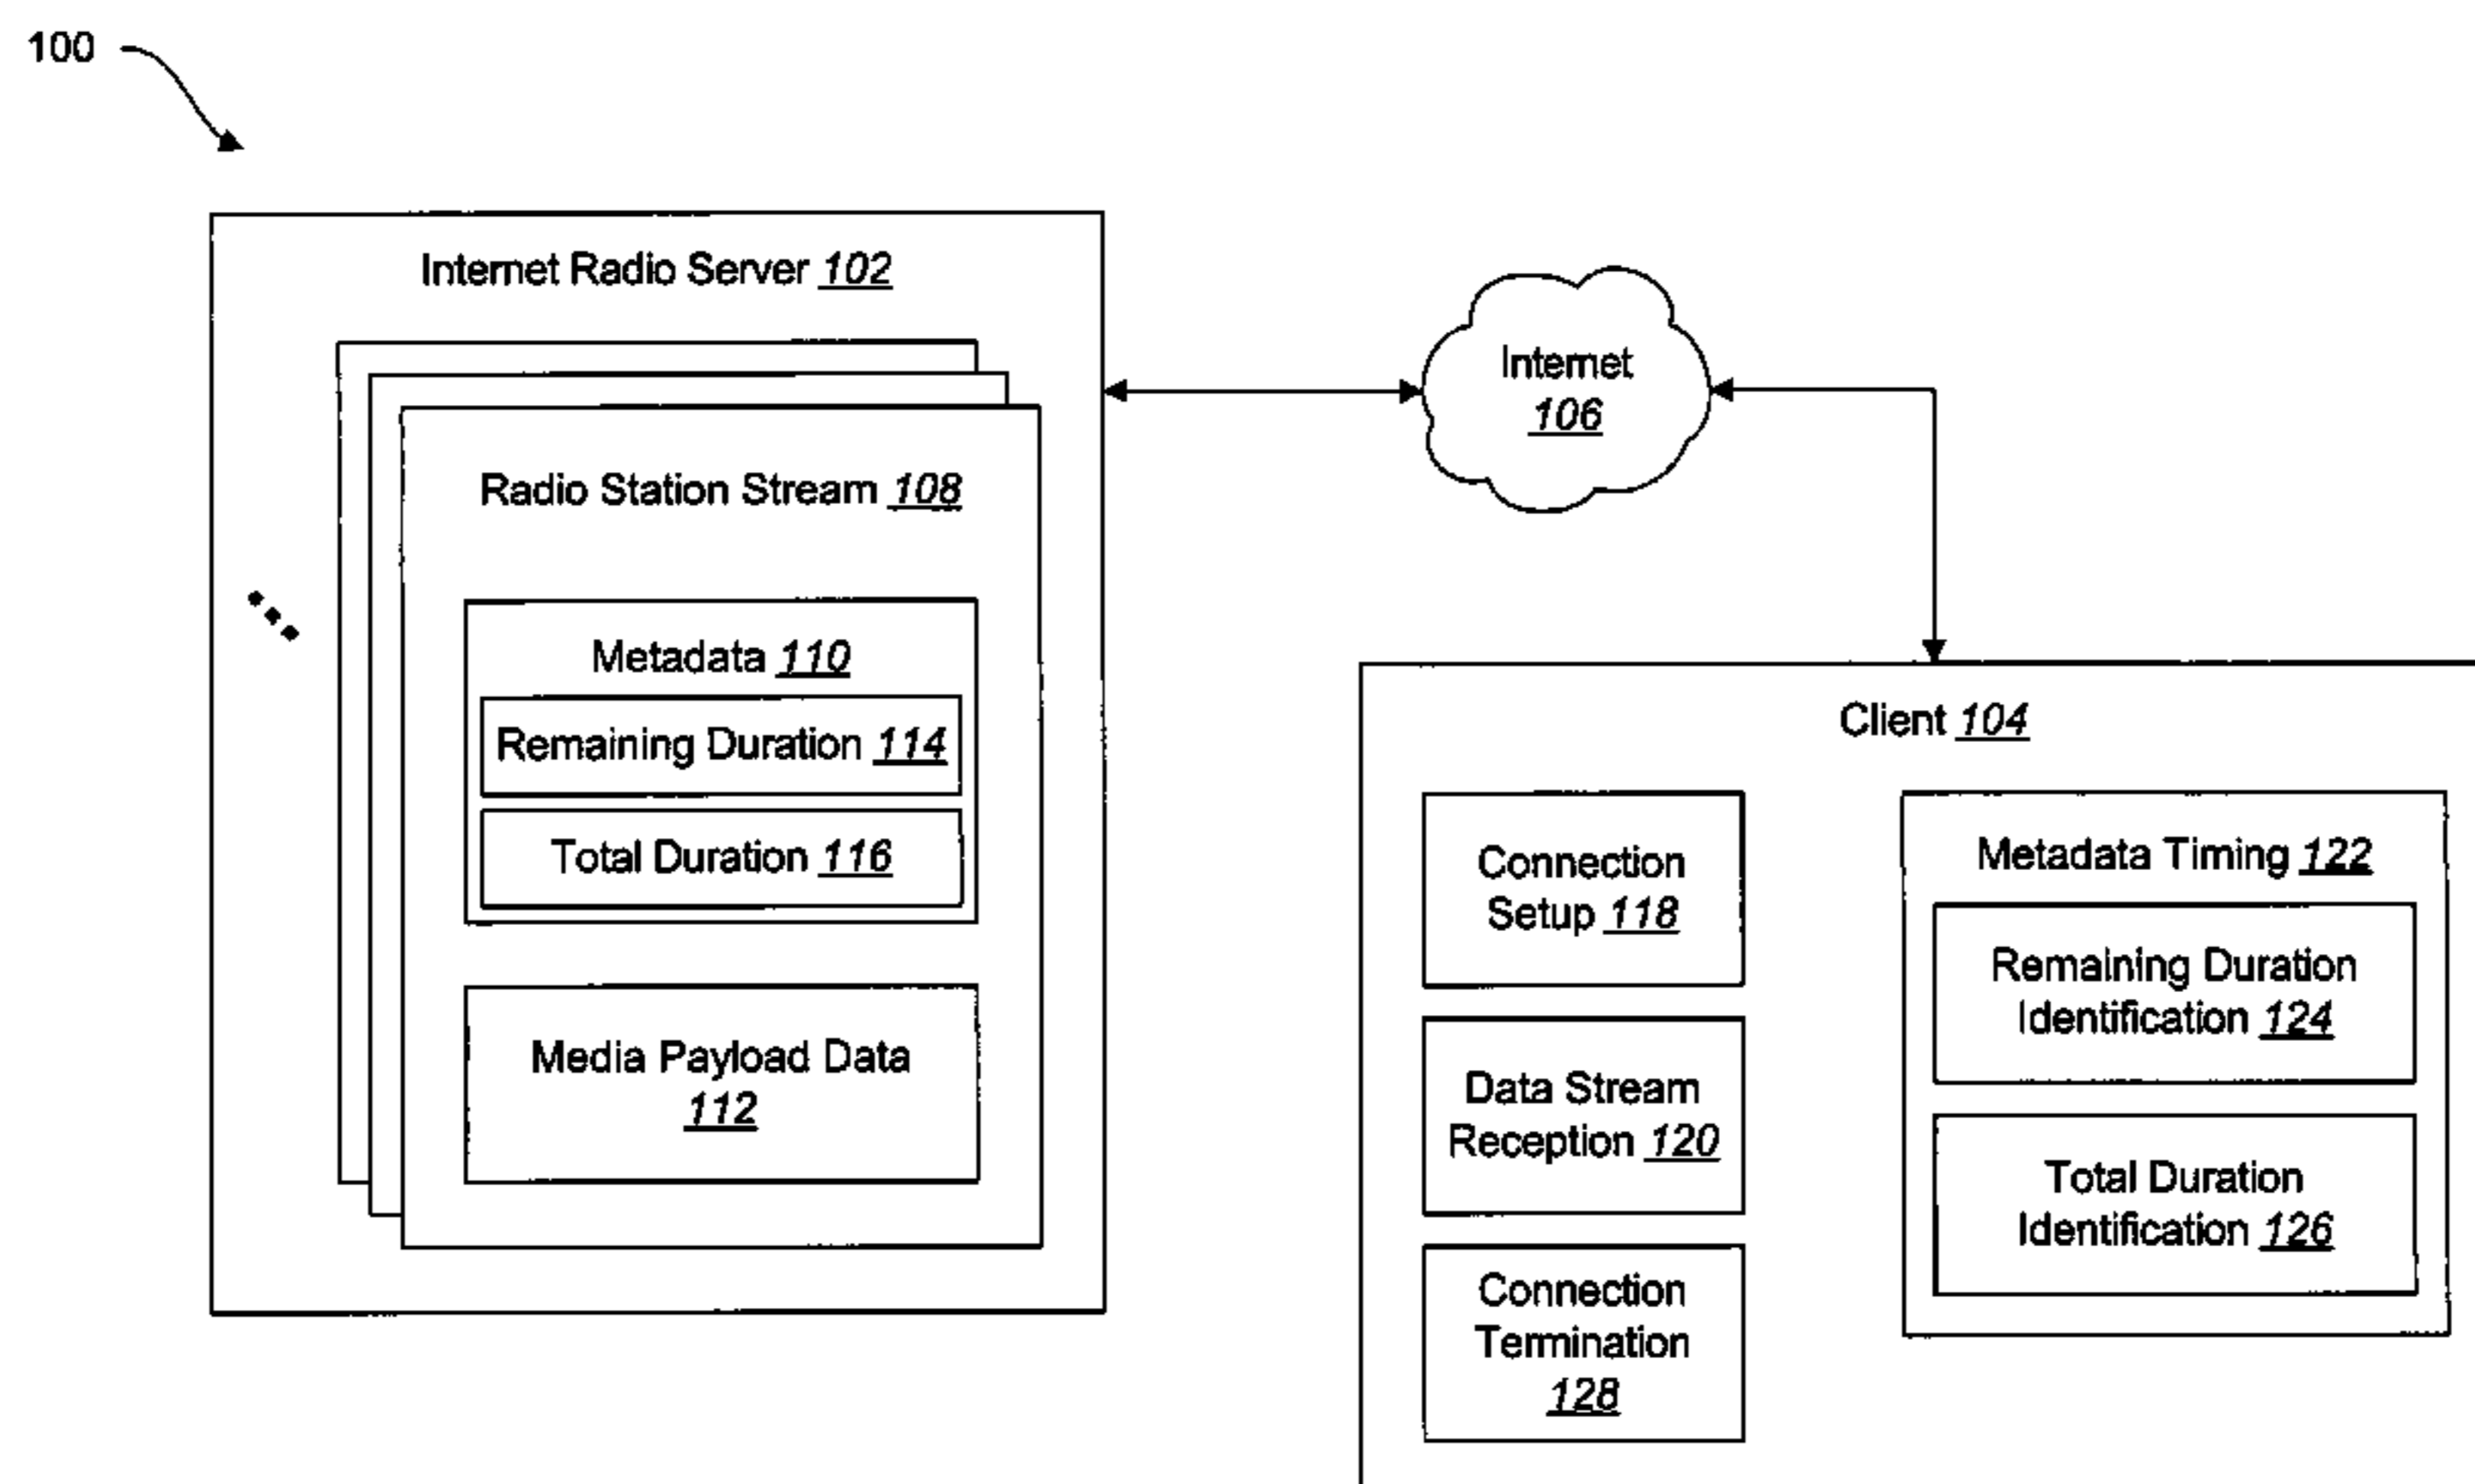 100
Internet Radio Server 102
Radio Station Stream 108
Metadata 110
Remaining Duration 114
Total Duration 116
Media Payload Data
112
Internet
106
Client 104
Connection
Setup 118
Data Stream
Reception 120
Connection
Termination
128
Metadata Timing 122
Remaining Duration
Identification 124
Total Duration
Identification 126